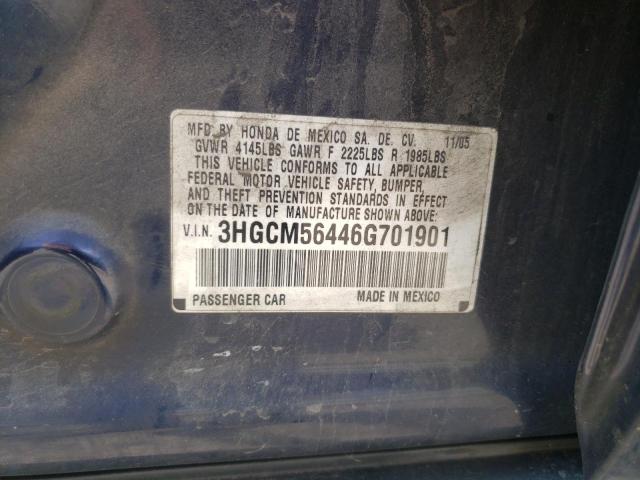 MFD. BY HONDA DE MEXICO SA. DE. CV. 11/05
GVWR 4145LBS GAWR F 2225LBS R 1985LBS
THIS VEHICLE CONFORMS TO ALL APPLICABLE
FEDERAL MOTOR VEHICLE SAFETY, BUMPER,
AND THEFT PREVENTION STANDARDS IN EFFECT
ON THE DATE OF MANUFACTURE SHOWN ABOVE:
V.I.N. 3HGCM56446G701901
PASSENGER CAR MADE IN MEXICO